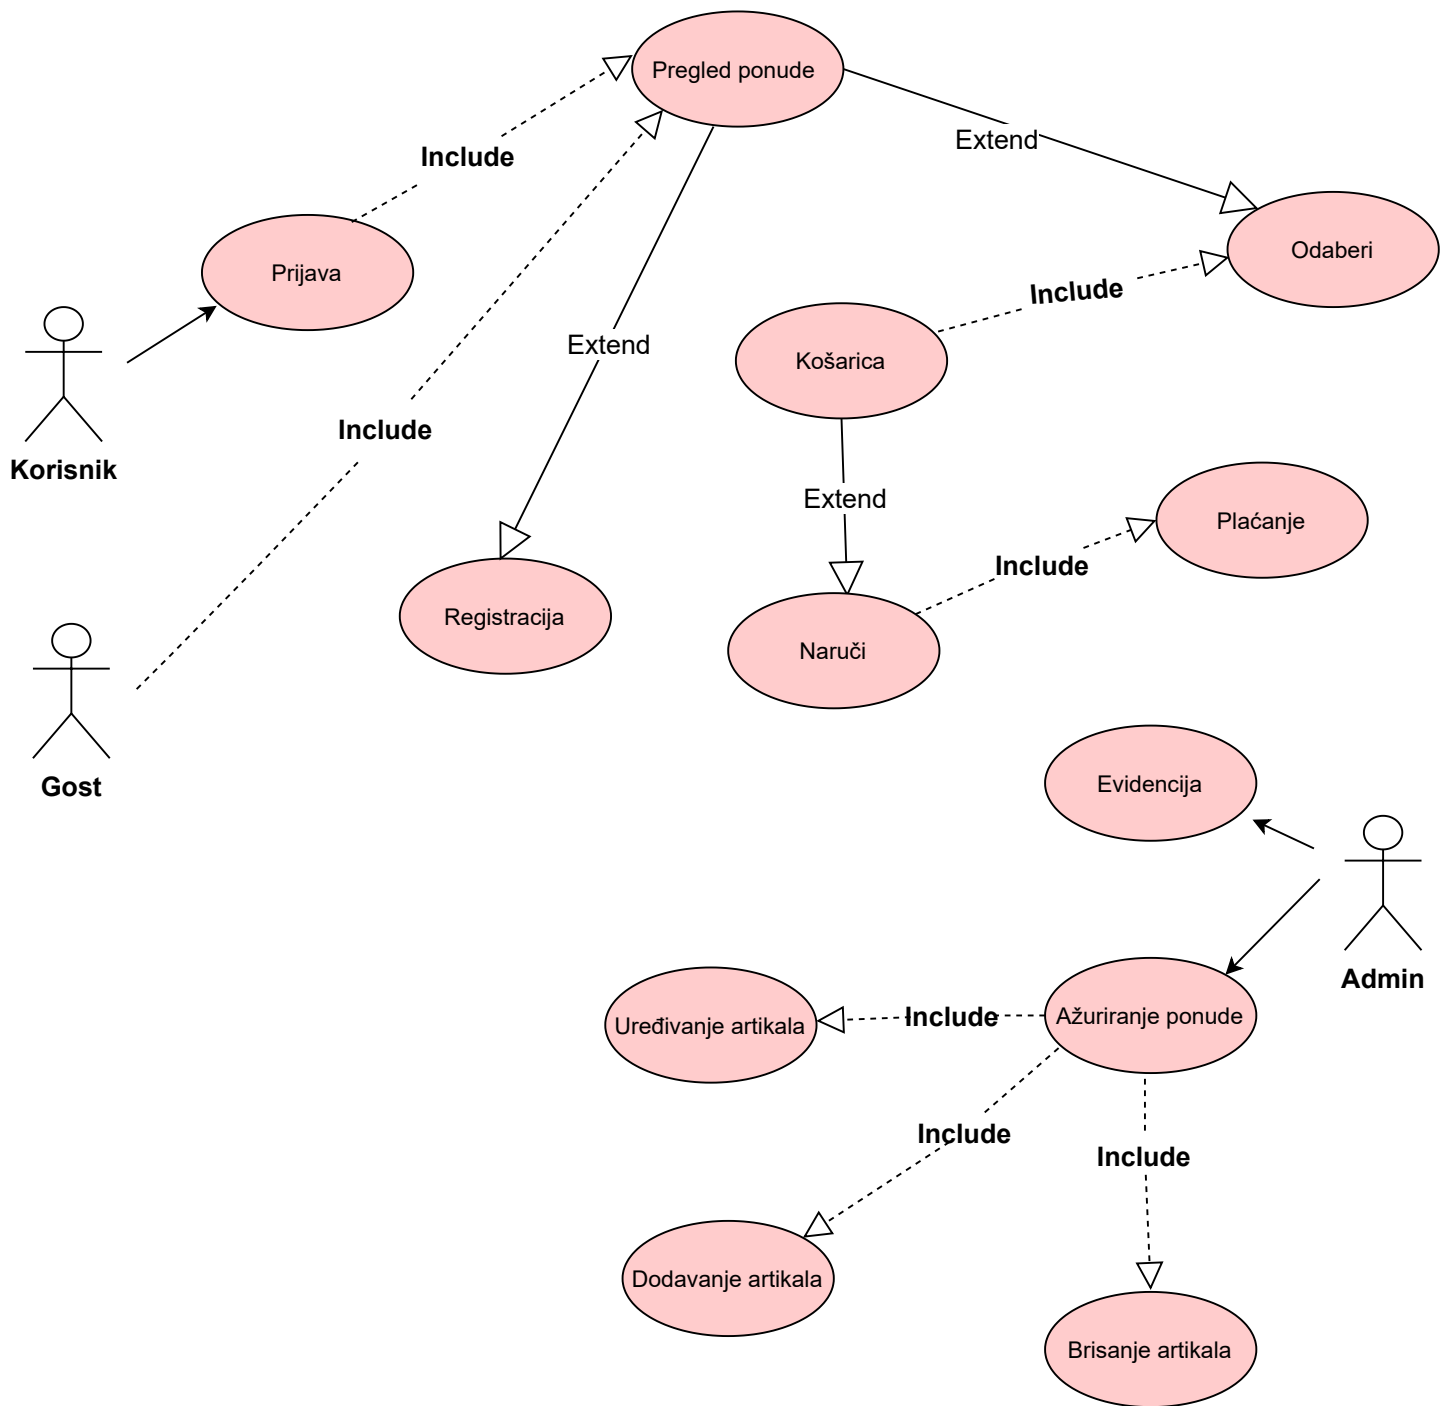 Pregled ponude
Extend
Include
Odaberi
Prijava
Include
Extend
Košarica
Include
Korisnik
Extend
Plaćanje
Include
Registracija
Naruči
Gost
Evidencija
Admin
Uređivanje artikala
Include
Ažuriranje ponude
Include
Include
Dodavanje artikala
Brisanje artikala